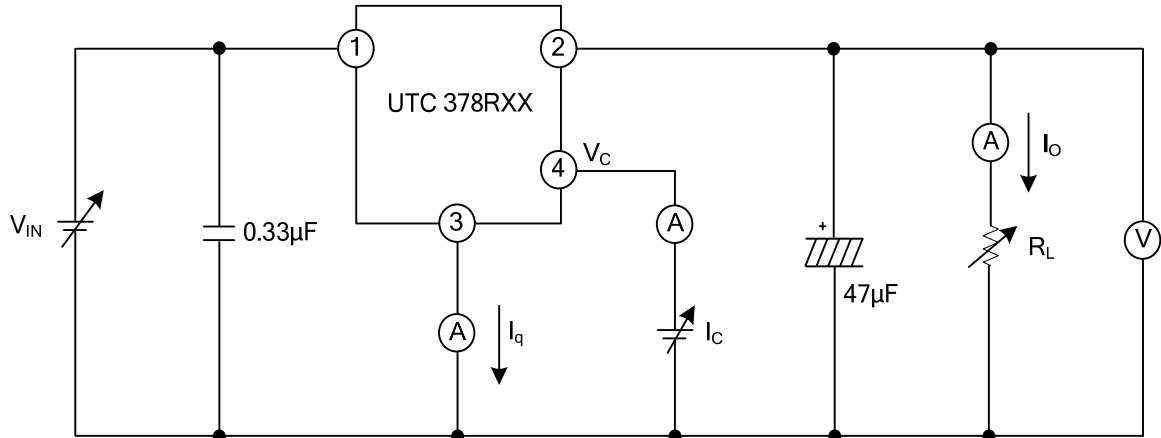 1
2
UTC 378RXX
4
V_C
3
V_IN
0.33μF
A
I_q
A
I_C
+
47μF
A
I_O
R_L
V